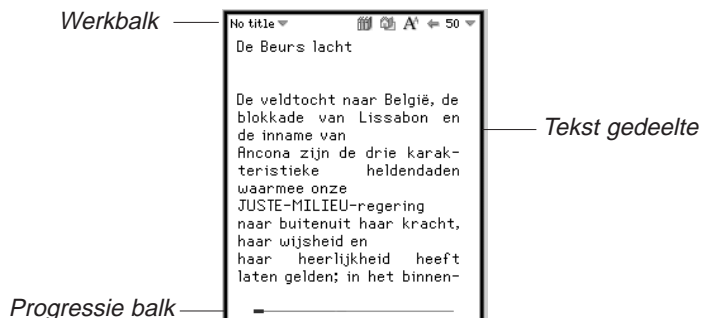 Werkbalk
No title 50
De Beurs lacht
De veldtocht naar België, de
blokkade van Lissabon en
de inname van
Ancona zijn de drie karak-
teristieke heldendaden
waarmee onze
JUSTE-MILIEU-regering
naar buitenuit haar kracht,
haar wijsheid en
haar heerlijkheid heeft
laten gelden; in het binnen-
Tekst gedeelte
Progressie balk